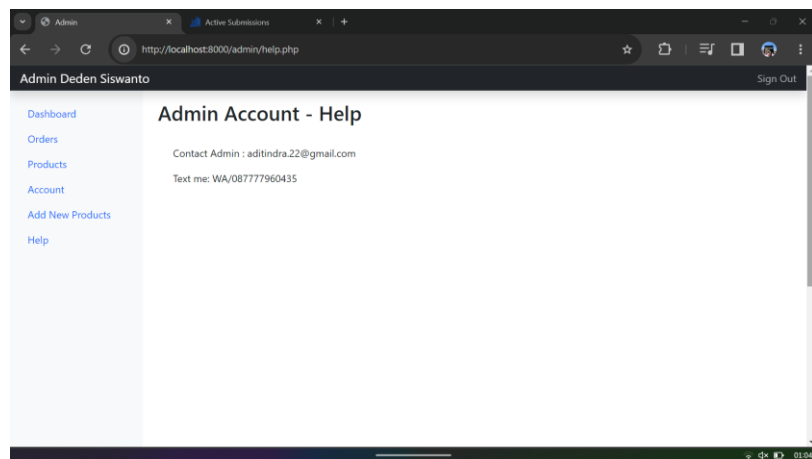 Admin
Active Submissions
http://localhost:8000/admin/help.php
Admin Deden Siswanto
Sign Out
Dashboard
Orders
Products
Account
Add New Products
Help
Admin Account - Help
Contact Admin : aditindra.22@gmail.com
Text me: WA/087777960435